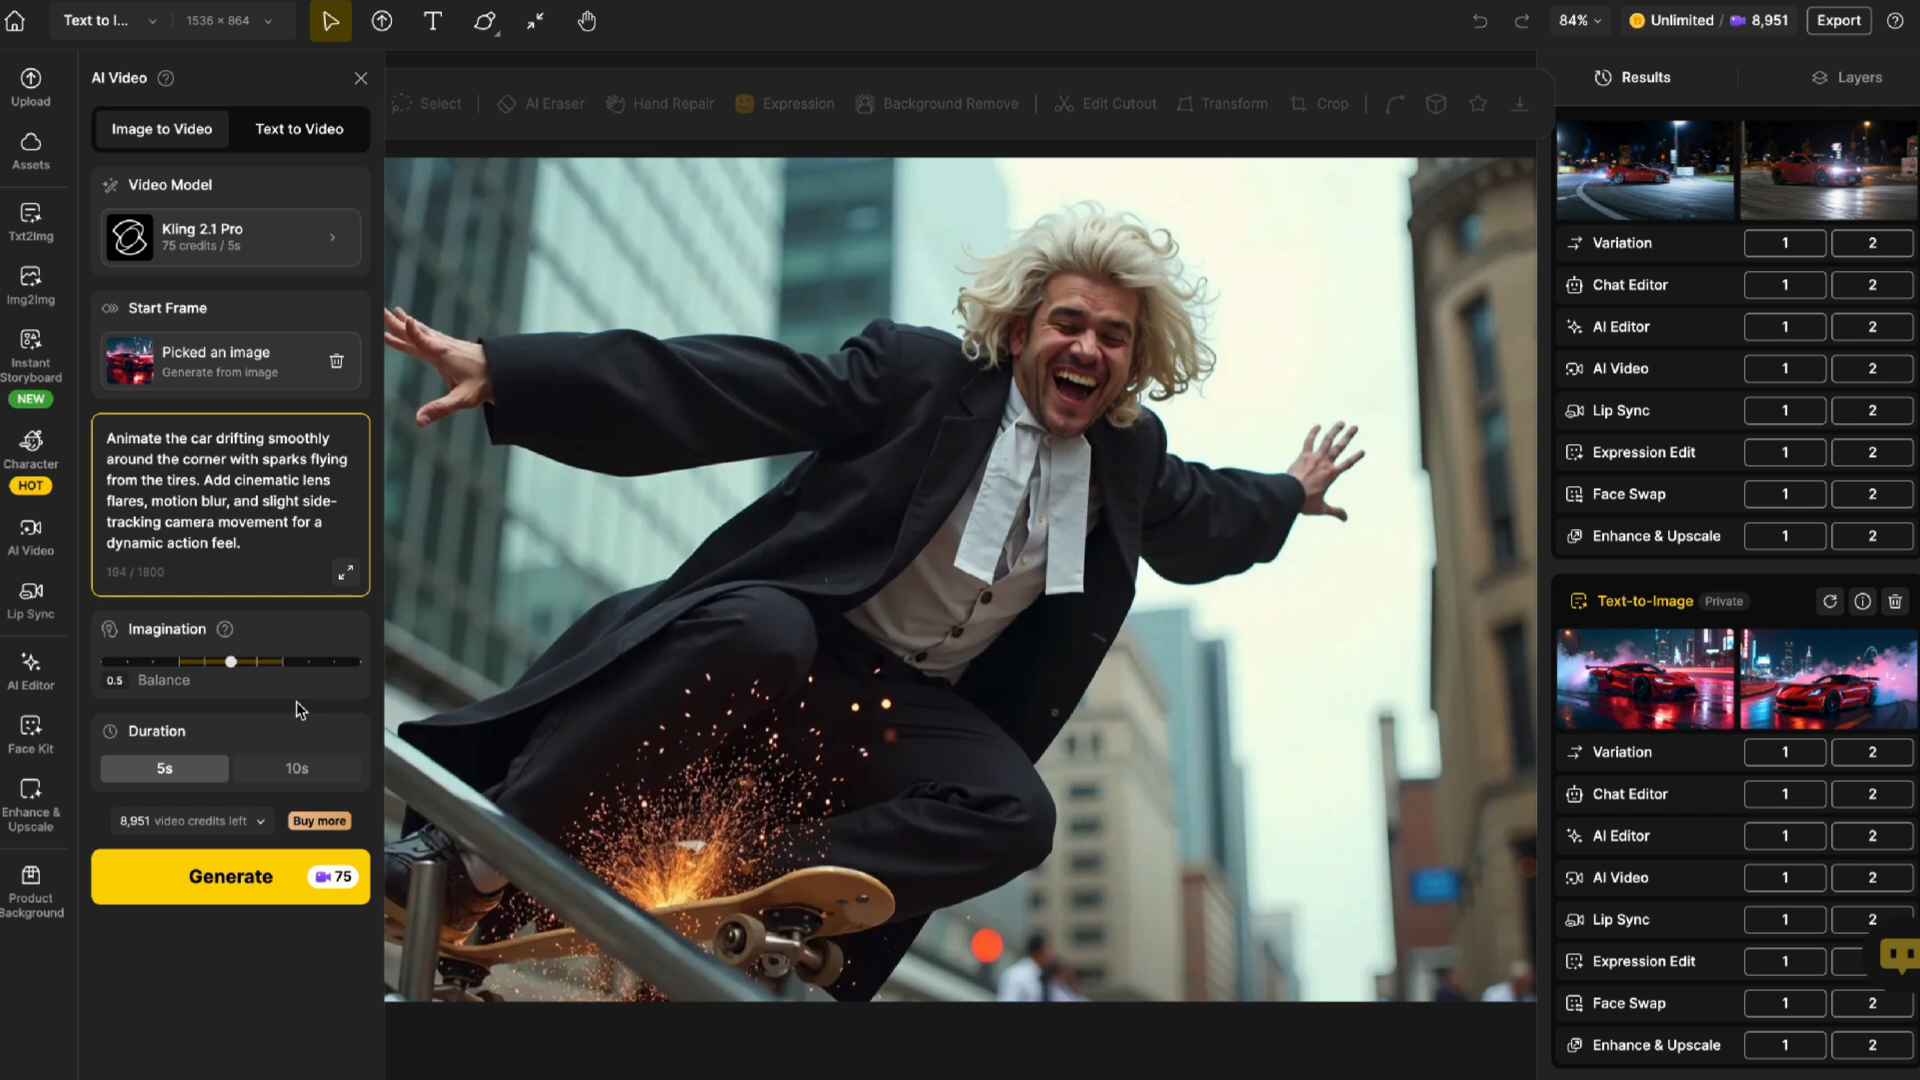 Text to I...
1536 × 864
T
84%
Unlimited / 8,951
Export
Upload
Assets
Txt2Img
Img2Img
Instant
Storyboard
NEW
Character
HOT
AI Video
Lip Sync
AI Editor
Face Kit
Enhance &
Upscale
Product
Background
AI Video
Image to Video
Text to Video
Video Model
Kling 2.1 Pro
75 credits / 5s
Start Frame
Picked an image
Generate from image
Animate the car drifting smoothly
around the corner with sparks flying
from the tires. Add cinematic lens
flares, motion blur, and slight side-
tracking camera movement for a
dynamic action feel.
194 / 1800
Imagination
0.5 Balance
Duration
5s
10s
8,951 video credits left
Buy more
Generate
75
Select
AI Eraser
Hand Repair
Expression
Background Remove
Edit Cutout
Transform
Crop
Results
Layers
Variation 1 2
Chat Editor 1 2
AI Editor 1 2
AI Video 1 2
Lip Sync 1 2
Expression Edit 1 2
Face Swap 1 2
Enhance & Upscale 1 2
Text-to-Image Private
Variation 1 2
Chat Editor 1 2
AI Editor 1 2
AI Video 1 2
Lip Sync 1 2
Expression Edit 1
Face Swap 1 2
Enhance & Upscale 1 2